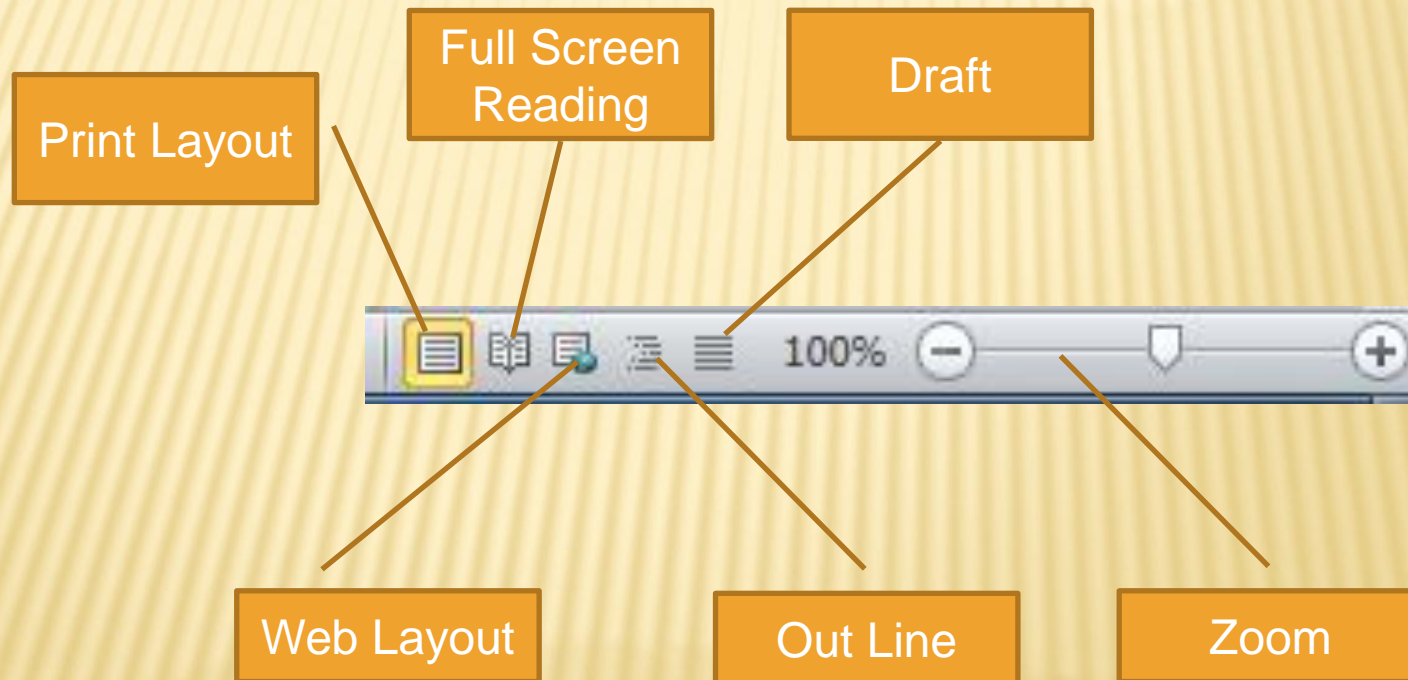 Full Screen
Reading
Draft
Print Layout
100%
Web Layout
Out Line
Zoom